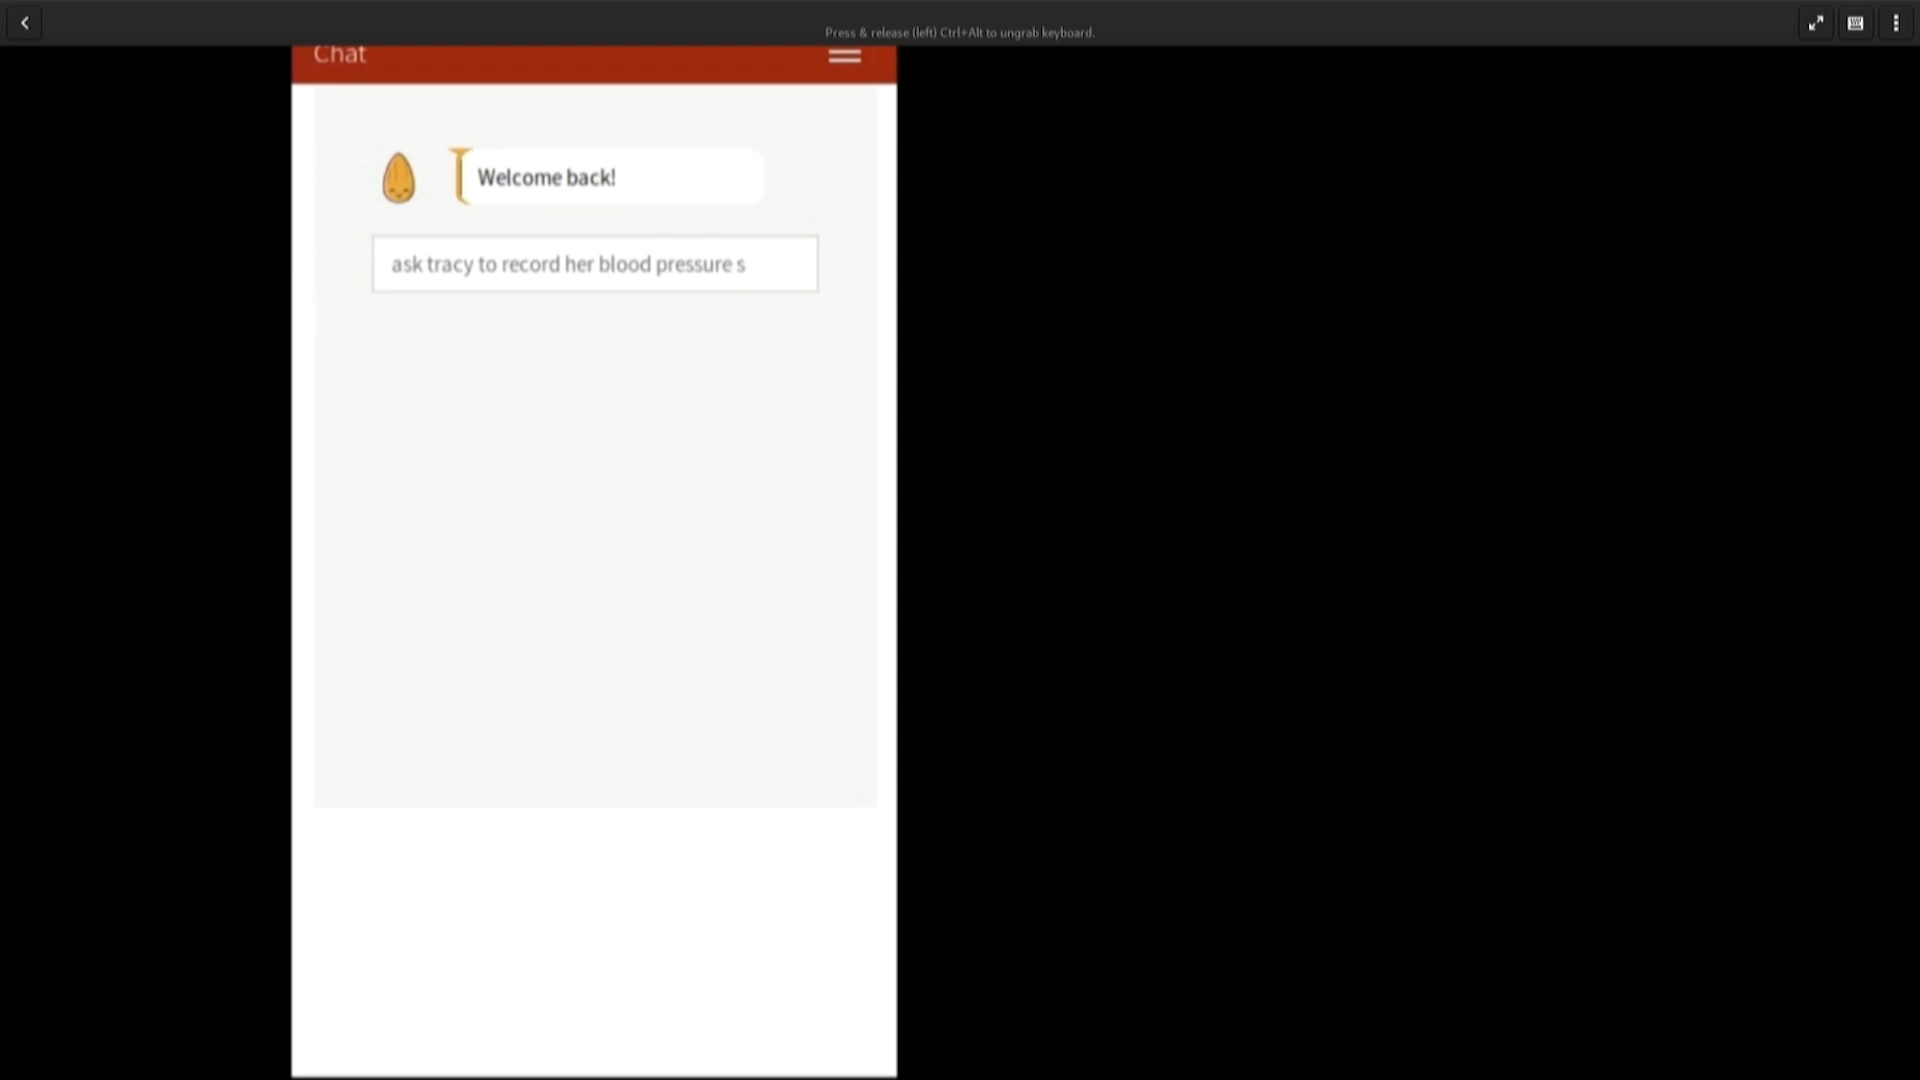 Press & release (left) Ctrl+Alt to ungrab keyboard.
Chat
Welcome back!
ask tracy to record her blood pressure s